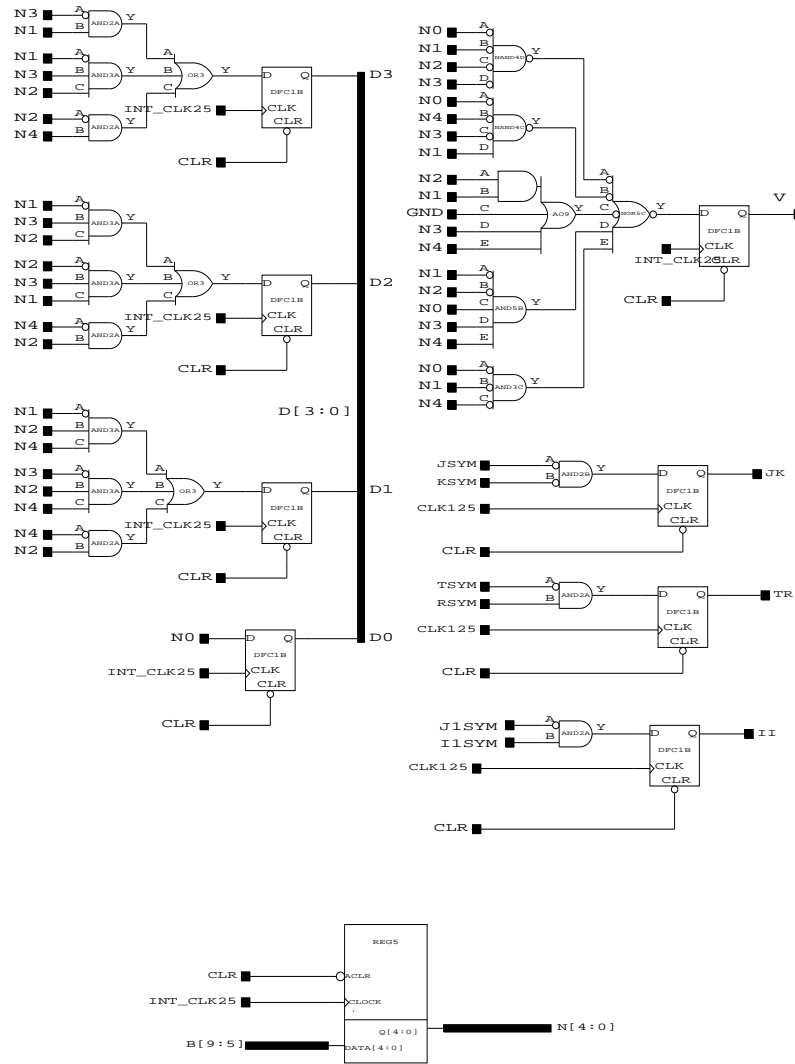 N3 A
N1 B AND2A Y
N1 A A
N3 B AND3A Y B OR3 Y D Q D3
N2 C C DFC1B
INT_CLK25 CLK
N2 A CLR
N4 B AND2A Y
CLR
N1 A
N3 B AND3A Y
N2 C
N2 A A
N3 B AND3A Y B OR3 Y D Q D2
N1 C C DFC1B
INT_CLK25 CLK
N4 A CLR
N2 B AND2A Y
CLR
D[3:0]
N1 A
N2 B AND3A Y
N4 C
N3 A A
N2 B AND3A Y B OR3 Y D Q D1
N4 C C DFC1B
INT_CLK25 CLK
N4 A CLR
N2 B AND2A Y
CLR
N0 D Q D0
DFC1B
INT_CLK25 CLK
CLR
CLR
N0 A
N1 B NAND4D Y
N2 C
N3 D
N0 A
N4 B NAND4C Y
N3 C
N1 D
N2 A A
N1 B B
GND C AO9 Y C NOR5C Y D Q V
N3 D D DFC1B
N4 E E CLK
INT_CLK25 CLR
N1 A
N2 B CLR
N0 C AND5B Y
N3 D
N4 E
N0 A
N1 B AND3C Y
N4 C
JSYM A
KSYM B AND2B Y D Q JK
DFC1B
CLK125 CLK
CLR
CLR
TSYM A
RSYM B AND2A Y D Q TR
DFC1B
CLK125 CLK
CLR
CLR
J1SYM A
I1SYM B AND2A Y D Q II
DFC1B
CLK125 CLK
CLR
CLR
REG5
CLR ACLR
INT_CLK25 CLOCK
Q[4:0] N[4:0]
B[9:5] DATA[4:0]